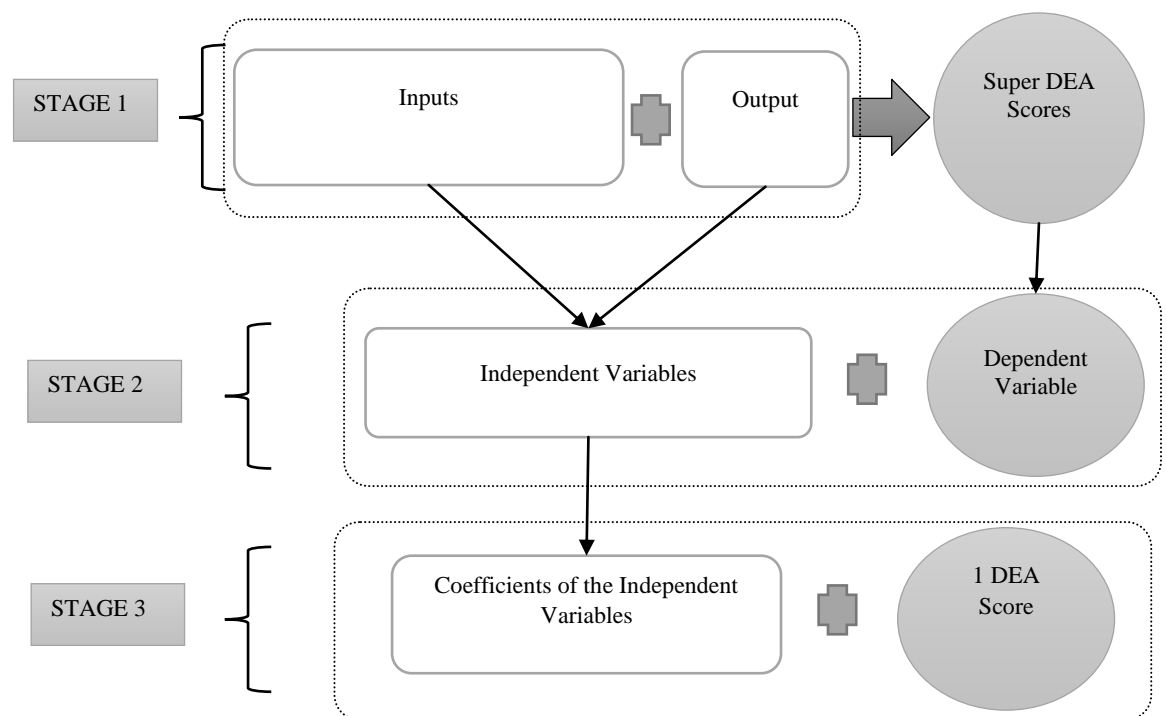 STAGE 1
Inputs
Output
Super DEA
Scores
STAGE 2
Independent Variables
Dependent
Variable
STAGE 3
Coefficients of the Independent
Variables
1 DEA
Score